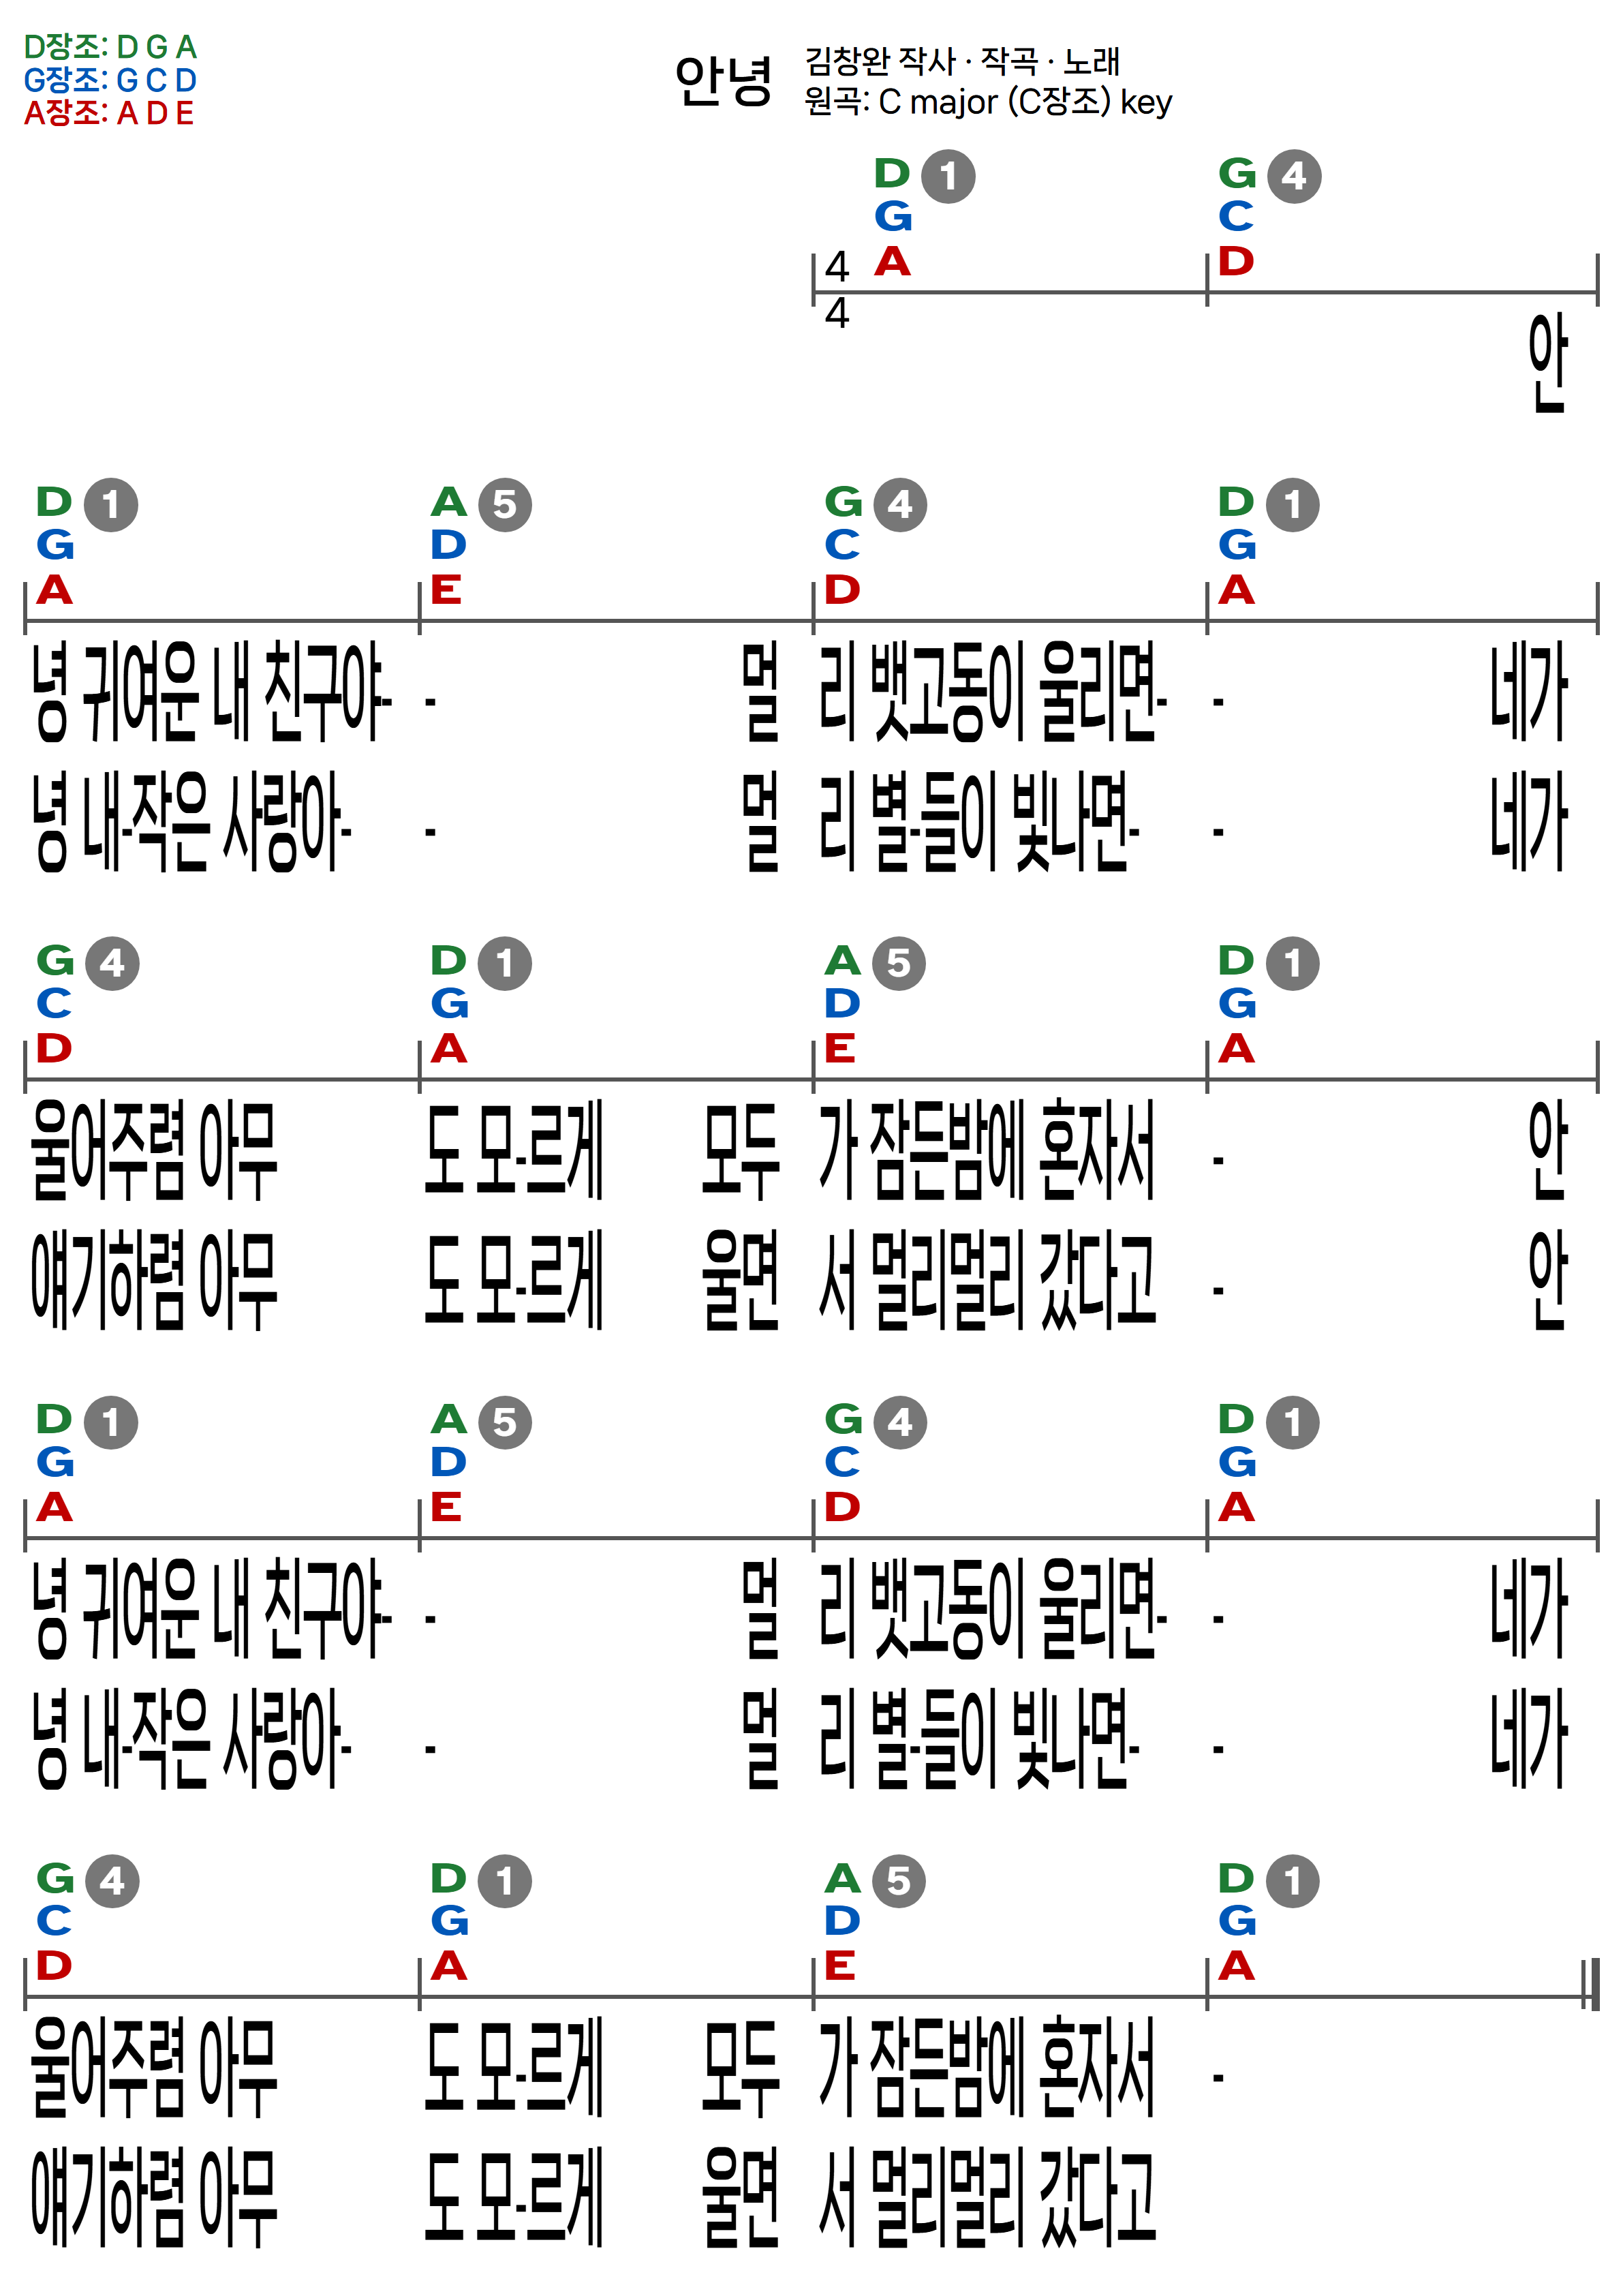 D장조: D G A
G장조: G C D
A장조: A D E
안녕
김창완 작사 · 작곡 · 노래
원곡: C major (C장조) key
D 1 G 4
G C
A D
4
4
안
D 1 A 5 G 4 D 1
G D C G
A E D A
녕 귀여운 내 친구야- - 멀 리 뱃고동이 울리면- - 네가
녕 내-작은 사랑아- - 멀 리 별-들이 빛나면- - 네가
G 4 D 1 A 5 D 1
C G D G
D A E A
울어주렴 아무 도 모-르게 모두 가 잠든밤에 혼자서 - 안
얘기하렴 아무 도 모-르게 울면 서 멀리멀리 갔다고 - 안
D 1 A 5 G 4 D 1
G D C G
A E D A
녕 귀여운 내 친구야- - 멀 리 뱃고동이 울리면- - 네가
녕 내-작은 사랑아- - 멀 리 별-들이 빛나면- - 네가
G 4 D 1 A 5 D 1
C G D G
D A E A
울어주렴 아무 도 모-르게 모두 가 잠든밤에 혼자서 -
얘기하렴 아무 도 모-르게 울면 서 멀리멀리 갔다고